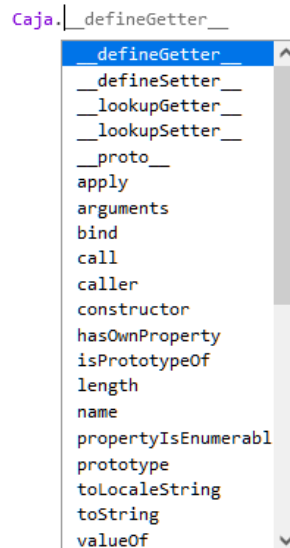 Caja.__defineGetter__
__defineGetter__
__defineSetter__
__lookupGetter__
__lookupSetter__
__proto__
apply
arguments
bind
call
caller
constructor
hasOwnProperty
isPrototypeOf
length
name
propertyIsEnumerabl
prototype
toLocaleString
toString
valueOf